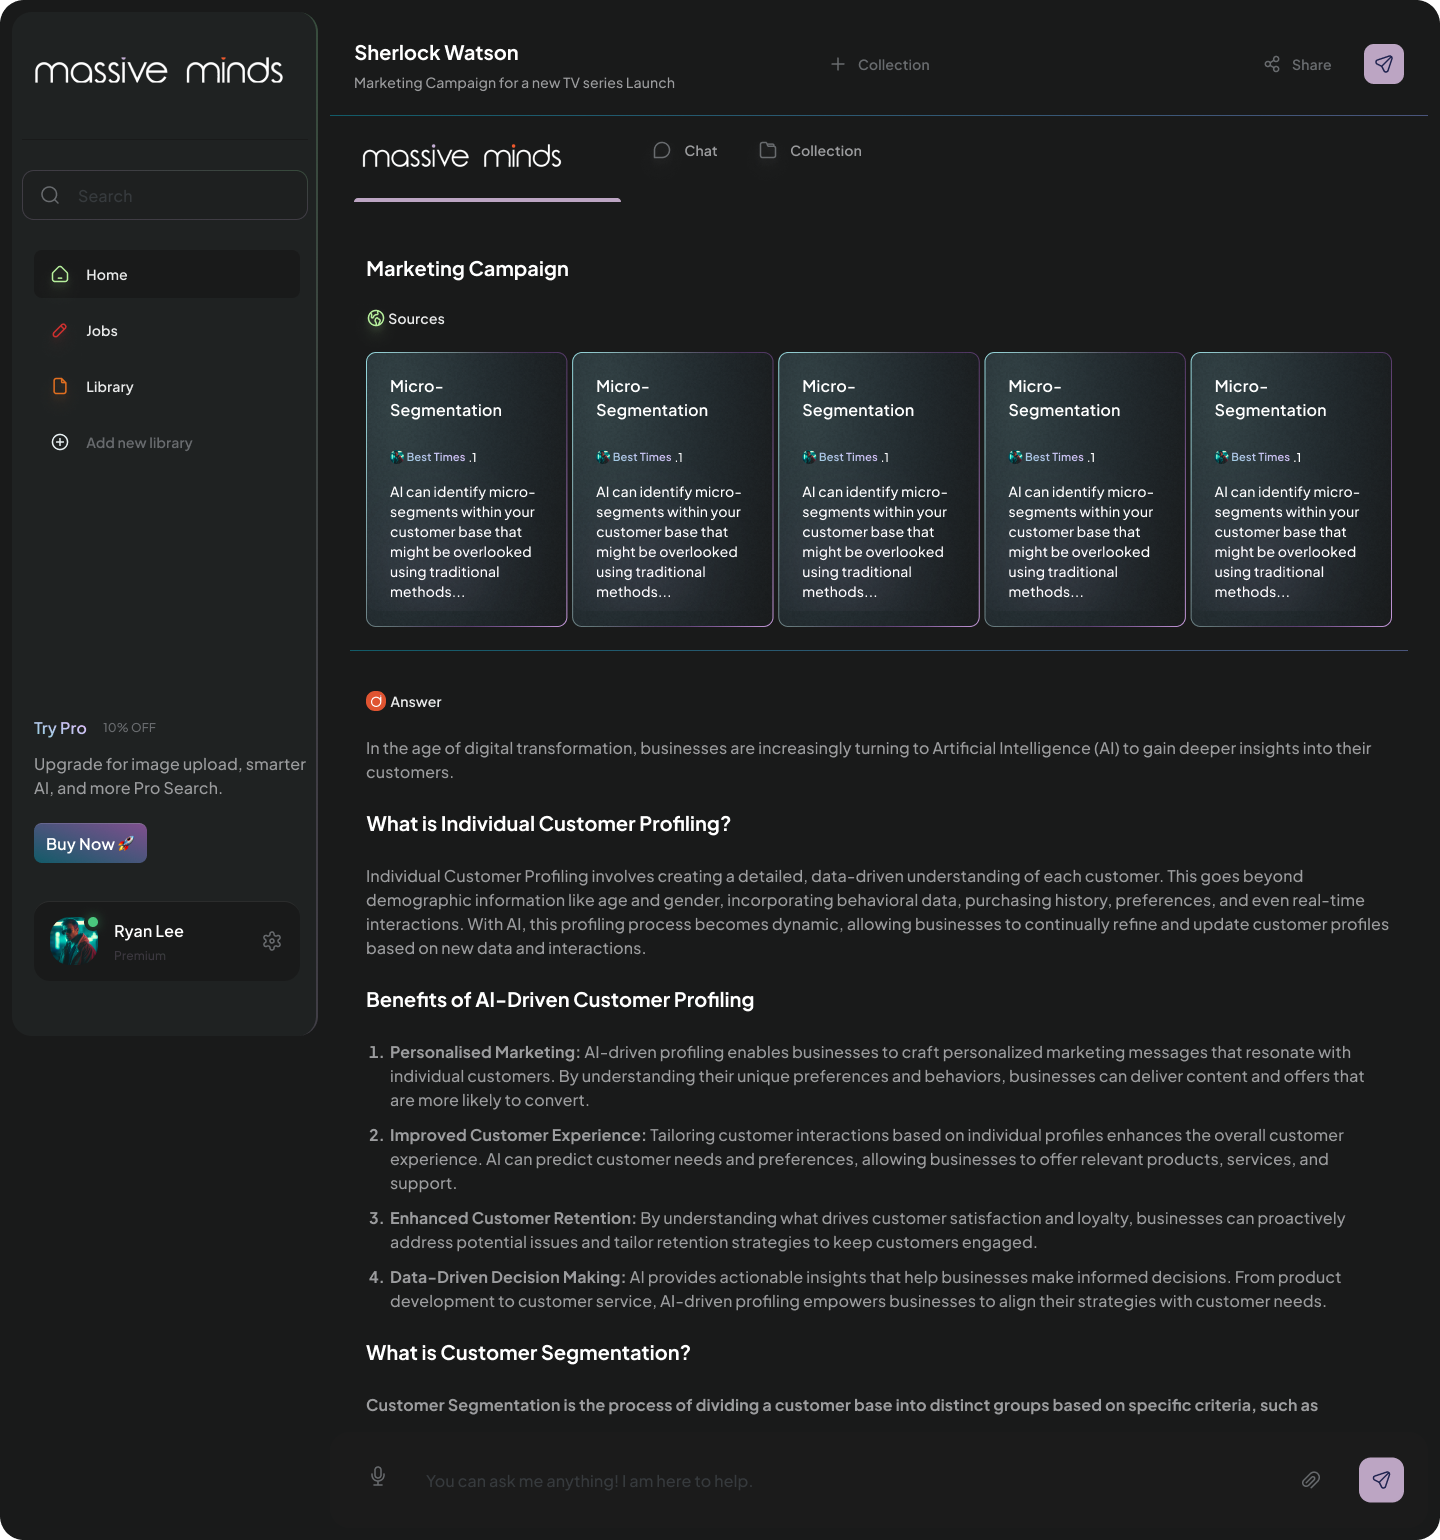 massive minds
Search
Home
Jobs
Library
Add new library
Try Pro 10% OFF
Upgrade for image upload, smarter
AI, and more Pro Search.
Buy Now
Ryan Lee
Premium
Sherlock Watson
Marketing Campaign for a new TV series Launch
Collection
Share
massive minds
Chat
Collection
Marketing Campaign
Sources
Micro-
Segmentation
Best Times .1
AI can identify micro-
segments within your
customer base that
might be overlooked
using traditional
methods...
Micro-
Segmentation
Best Times .1
AI can identify micro-
segments within your
customer base that
might be overlooked
using traditional
methods...
Micro-
Segmentation
Best Times .1
AI can identify micro-
segments within your
customer base that
might be overlooked
using traditional
methods...
Micro-
Segmentation
Best Times .1
AI can identify micro-
segments within your
customer base that
might be overlooked
using traditional
methods...
Micro-
Segmentation
Best Times .1
AI can identify micro-
segments within your
customer base that
might be overlooked
using traditional
methods...
Answer
In the age of digital transformation, businesses are increasingly turning to Artificial Intelligence (AI) to gain deeper insights into their
customers.
What is Individual Customer Profiling?
Individual Customer Profiling involves creating a detailed, data-driven understanding of each customer. This goes beyond
demographic information like age and gender, incorporating behavioral data, purchasing history, preferences, and even real-time
interactions. With AI, this profiling process becomes dynamic, allowing businesses to continually refine and update customer profiles
based on new data and interactions.
Benefits of AI-Driven Customer Profiling
1. Personalised Marketing: AI-driven profiling enables businesses to craft personalized marketing messages that resonate with
individual customers. By understanding their unique preferences and behaviors, businesses can deliver content and offers that
are more likely to convert.
2. Improved Customer Experience: Tailoring customer interactions based on individual profiles enhances the overall customer
experience. AI can predict customer needs and preferences, allowing businesses to offer relevant products, services, and
support.
3. Enhanced Customer Retention: By understanding what drives customer satisfaction and loyalty, businesses can proactively
address potential issues and tailor retention strategies to keep customers engaged.
4. Data-Driven Decision Making: AI provides actionable insights that help businesses make informed decisions. From product
development to customer service, AI-driven profiling empowers businesses to align their strategies with customer needs.
What is Customer Segmentation?
Customer Segmentation is the process of dividing a customer base into distinct groups based on specific criteria, such as
You can ask me anything! I am here to help.